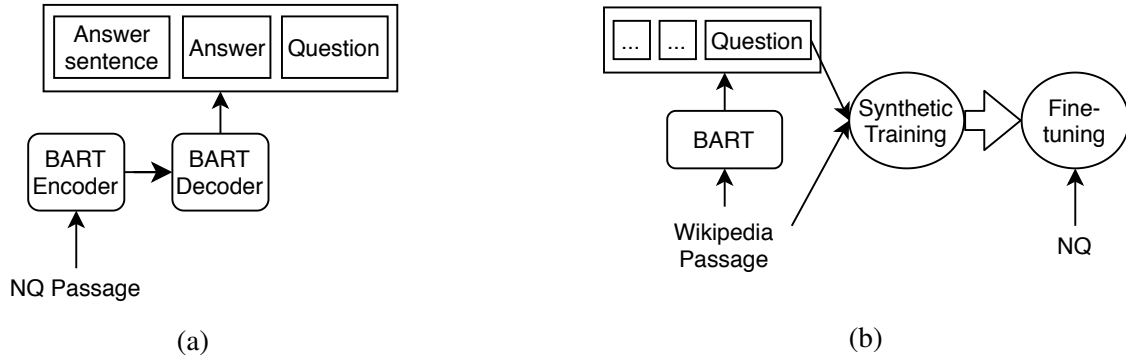 Answer
sentence
Answer
Question
BART
Encoder
BART
Decoder
NQ Passage
(a)
...
...
Question
BART
Wikipedia
Passage
Synthetic
Training
Fine-
tuning
NQ
(b)